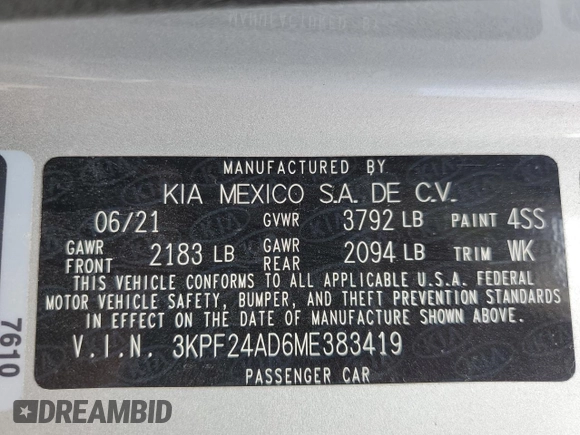 MANUFACTURED BY
KIA MEXICO S.A. DE C.V.
06/21 GVWR 3792 LB PAINT 4SS
GAWR FRONT 2183 LB GAWR REAR 2094 LB TRIM WK
THIS VEHICLE CONFORMS TO ALL APPLICABLE U.S.A. FEDERAL
MOTOR VEHICLE SAFETY, BUMPER, AND THEFT PREVENTION STANDARDS
IN EFFECT ON THE DATE OF MANUFACTURE SHOWN ABOVE.
V.I.N. 3KPF24AD6ME383419
PASSENGER CAR
7610
DREAMBID